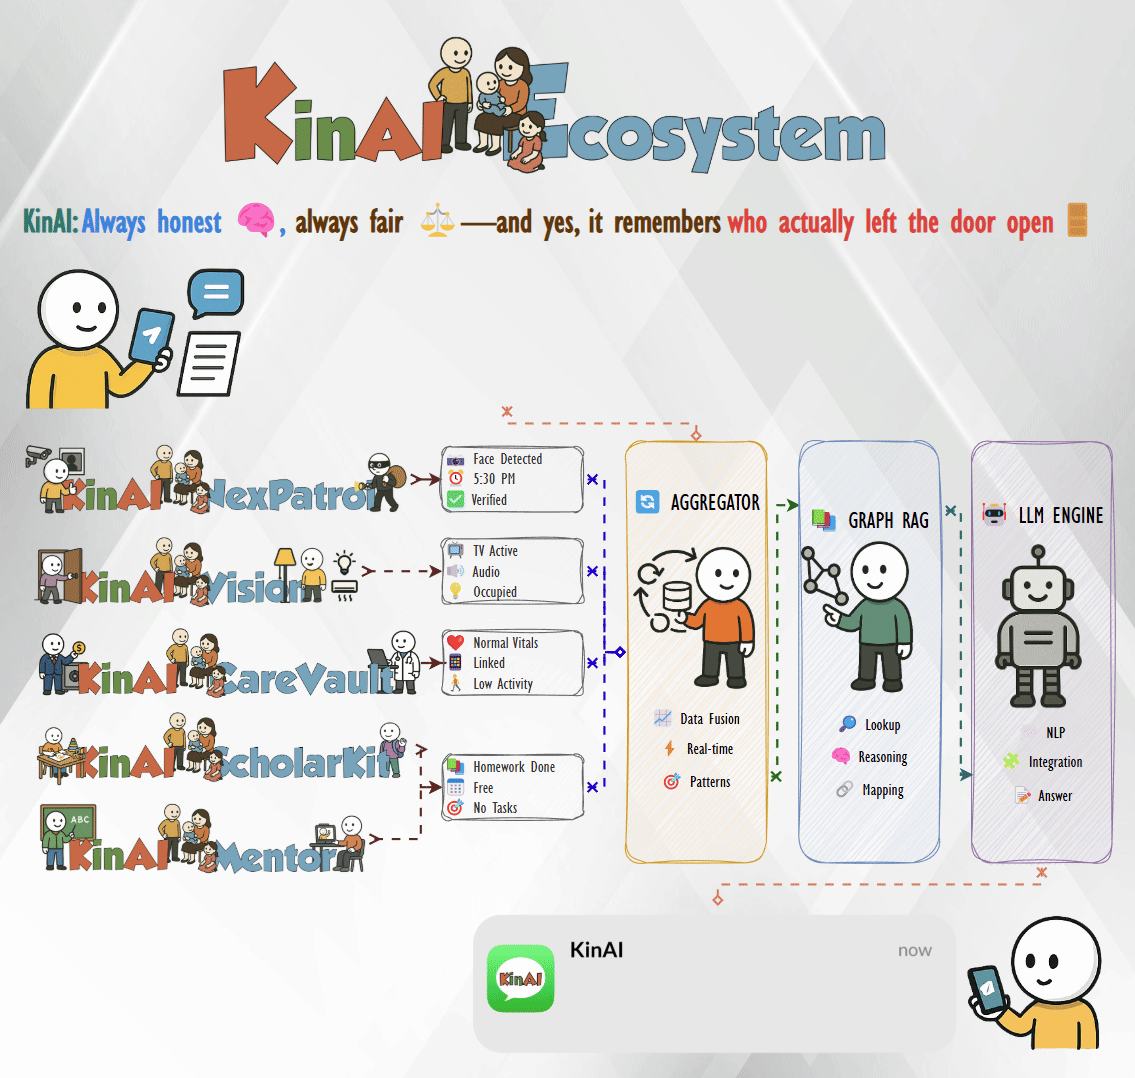 KinAI Ecosystem
KinAI: Always honest 🧠, always fair ⚖️ —and yes, it remembers who actually left the door open 🚪
KinAI NexPatrol
Face Detected
5:30 PM
Verified
KinAI Vision
TV Active
Audio
Occupied
KinAI CareVault
Normal Vitals
Linked
Low Activity
KinAI ScholarKit
ABC
KinAI Mentor
Homework Done
Free
No Tasks
AGGREGATOR
Data Fusion
Real-time
Patterns
GRAPH RAG
Lookup
Reasoning
Mapping
LLM ENGINE
NLP
Integration
Answer
KinAI
KinAI
now